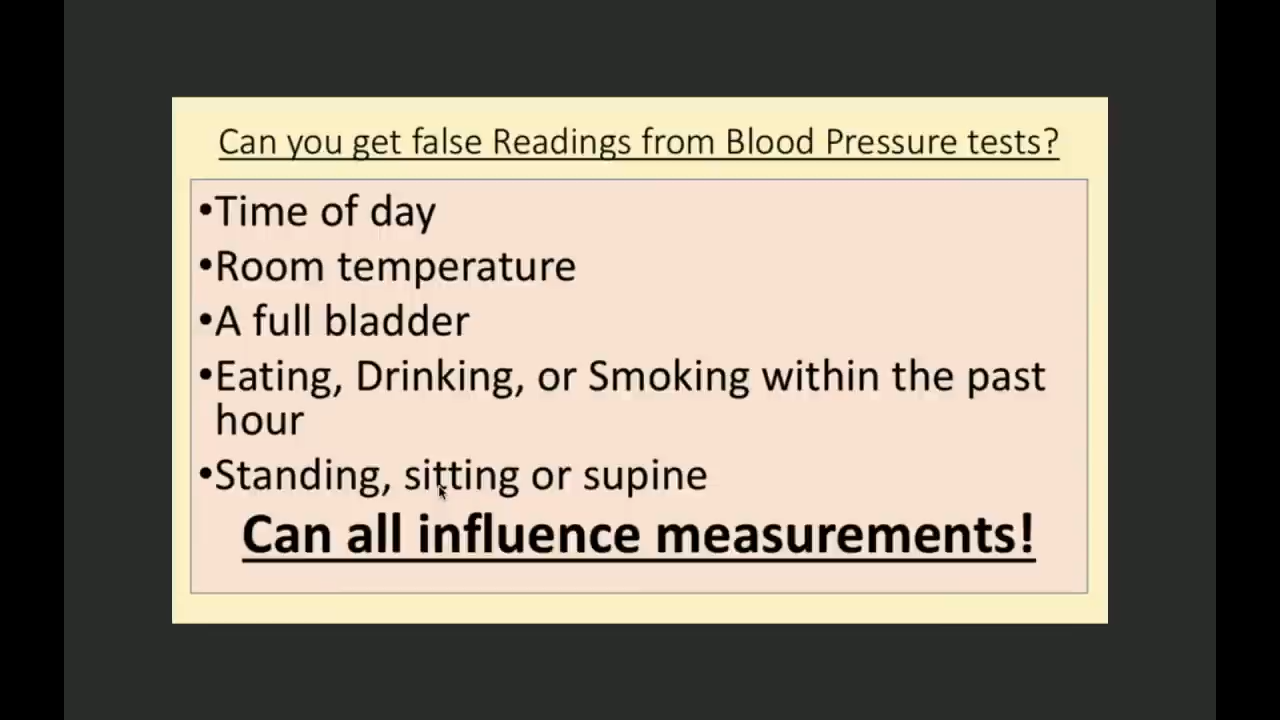 Can you get false Readings from Blood Pressure tests?
•Time of day
•Room temperature
•A full bladder
•Eating, Drinking, or Smoking within the past
hour
•Standing, sitting or supine
Can all influence measurements!